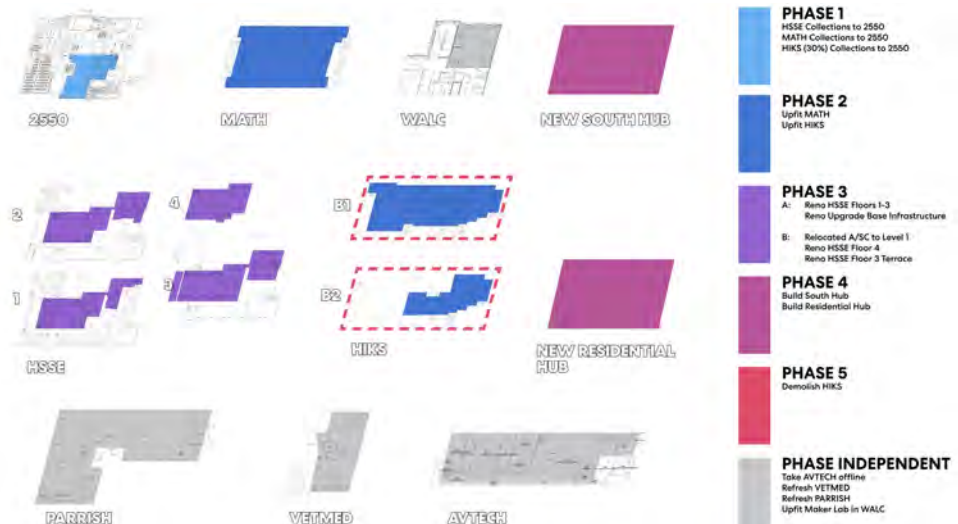 2550
MATH
WALC
NEW SOUTH HUB
2
4
B1
1
3
B2
HSSE
HIKS
NEW RESIDENTIAL
HUB
PARRISH
VETMED
AVTECH
PHASE 1
HSSE Collections to 2550
MATH Collections to 2550
HIKS (30%) Collections to 2550
PHASE 2
Upfit MATH
Upfit HIKS
PHASE 3
A: Reno HSSE Floors 1-3
Reno Upgrade Base Infrastructure
B: Relocated A/SC to Level 1
Reno HSSE Floor 4
Reno HSSE Floor 3 Terrace
PHASE 4
Build South Hub
Build Residential Hub
PHASE 5
Demolish HIKS
PHASE INDEPENDENT
Take AVTECH offline
Refresh VETMED
Refresh PARRISH
Upfit Maker Lab in WALC